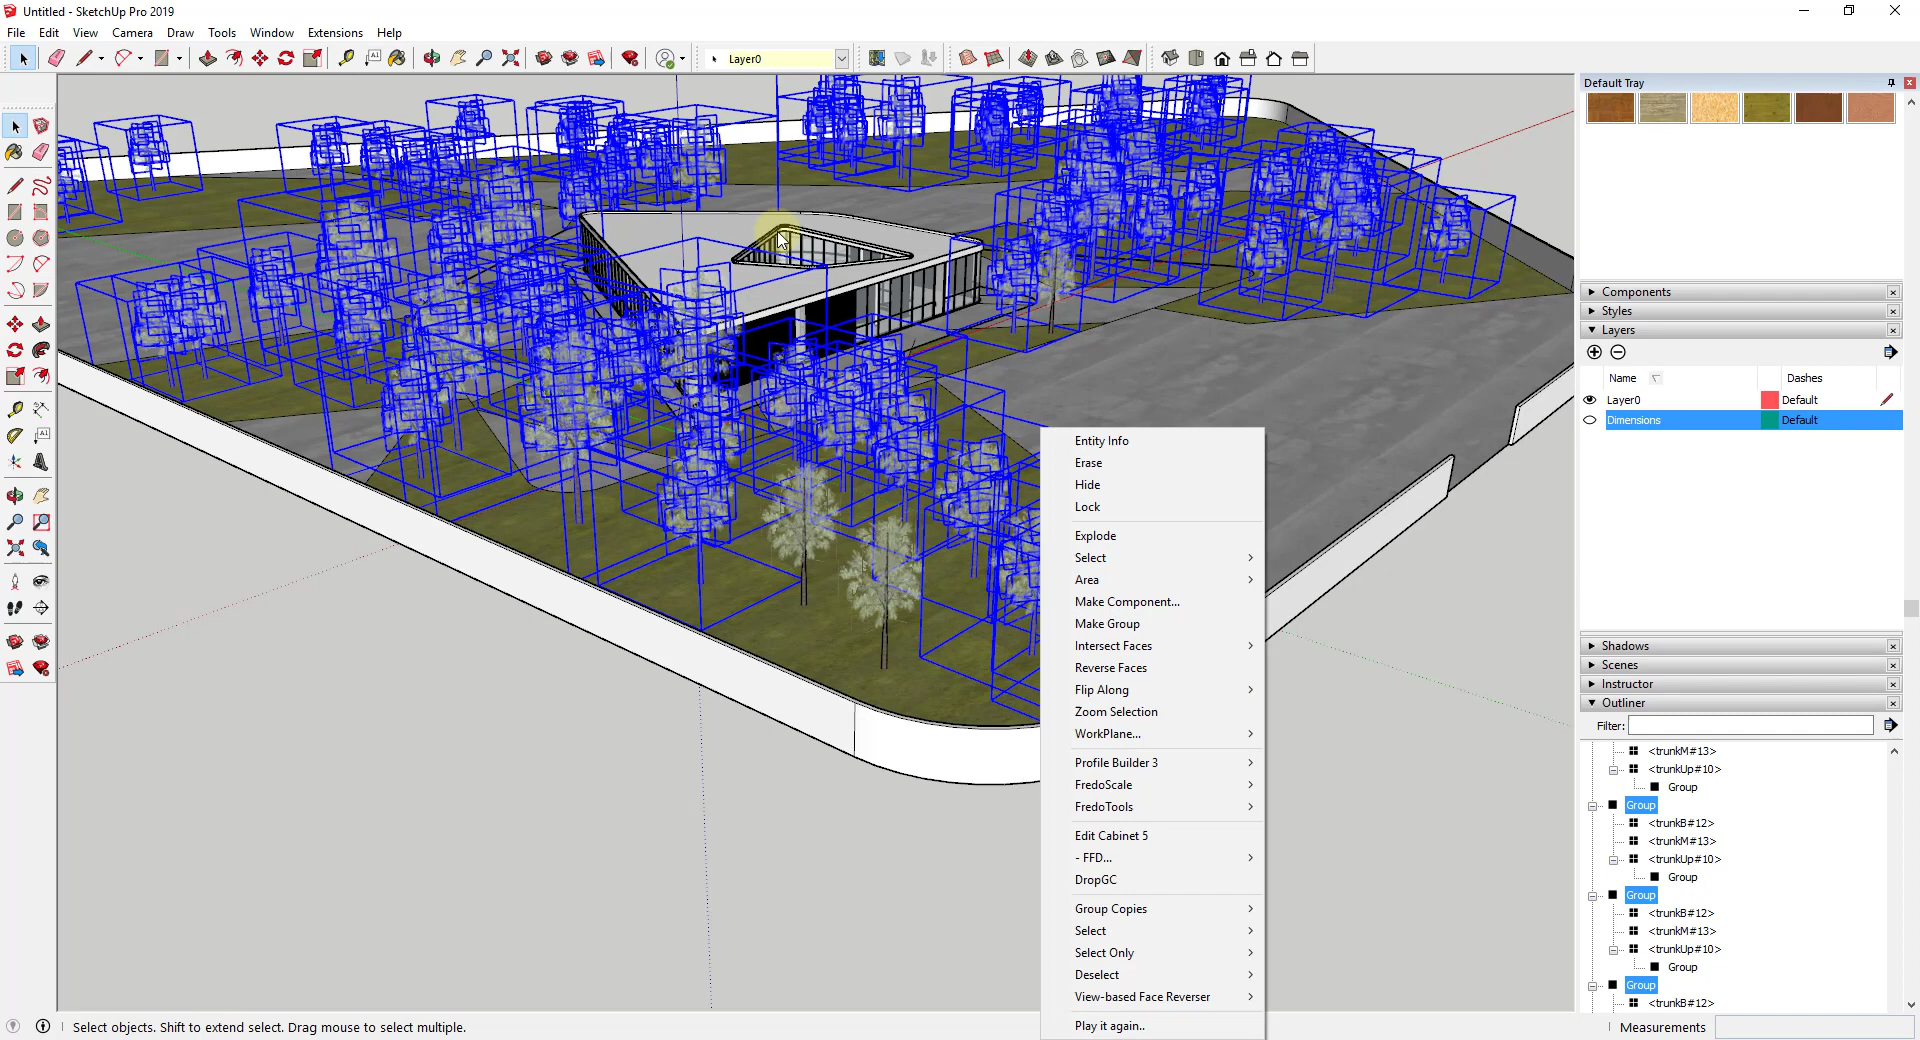 Untitled - SketchUp Pro 2019
File Edit View Camera Draw Tools Window Extensions Help
Layer0
Default Tray
Components
Styles
Layers
Name Dashes
Layer0 Default
Dimensions Default
Entity Info
Erase
Hide
Lock
Explode
Select
Area
Make Component...
Make Group
Intersect Faces
Reverse Faces
Flip Along
Zoom Selection
WorkPlane...
Profile Builder 3
FredoScale
FredoTools
Edit Cabinet 5
- FFD...
DropGC
Group Copies
Select
Select Only
Deselect
View-based Face Reverser
Play it again..
Shadows
Scenes
Instructor
Outliner
Filter:
<trunkM#13>
<trunkUp#10>
Group
Group
<trunkB#12>
<trunkM#13>
<trunkUp#10>
Group
Group
<trunkB#12>
<trunkM#13>
<trunkUp#10>
Group
Group
<trunkB#12>
Select objects. Shift to extend select. Drag mouse to select multiple.
Measurements